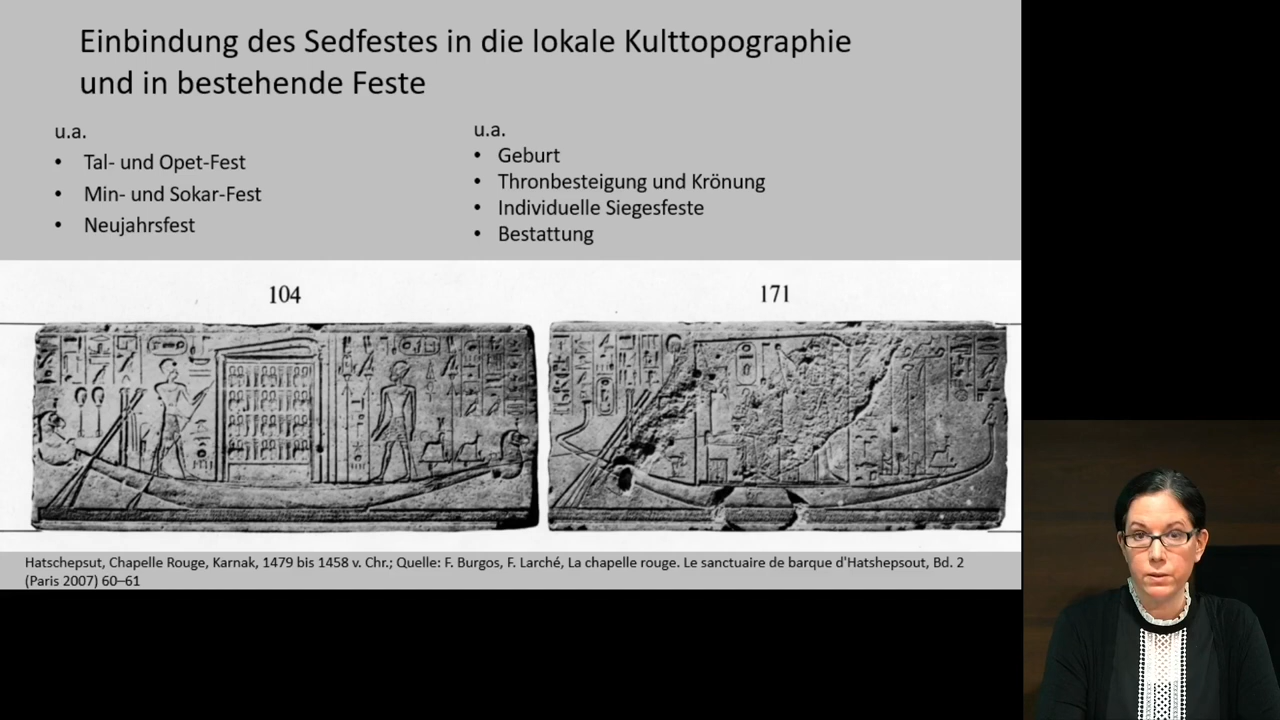 Einbindung des Sedfestes in die lokale Kulttopographie
und in bestehende Feste
u.a.
• Tal- und Opet-Fest
• Min- und Sokar-Fest
• Neujahrsfest
u.a.
• Geburt
• Thronbesteigung und Krönung
• Individuelle Siegesfeste
• Bestattung
104
171
Hatschepsut, Chapelle Rouge, Karnak, 1479 bis 1458 v. Chr.; Quelle: F. Burgos, F. Larché, La chapelle rouge. Le sanctuaire de barque d'Hatshepsout, Bd. 2
(Paris 2007) 60–61